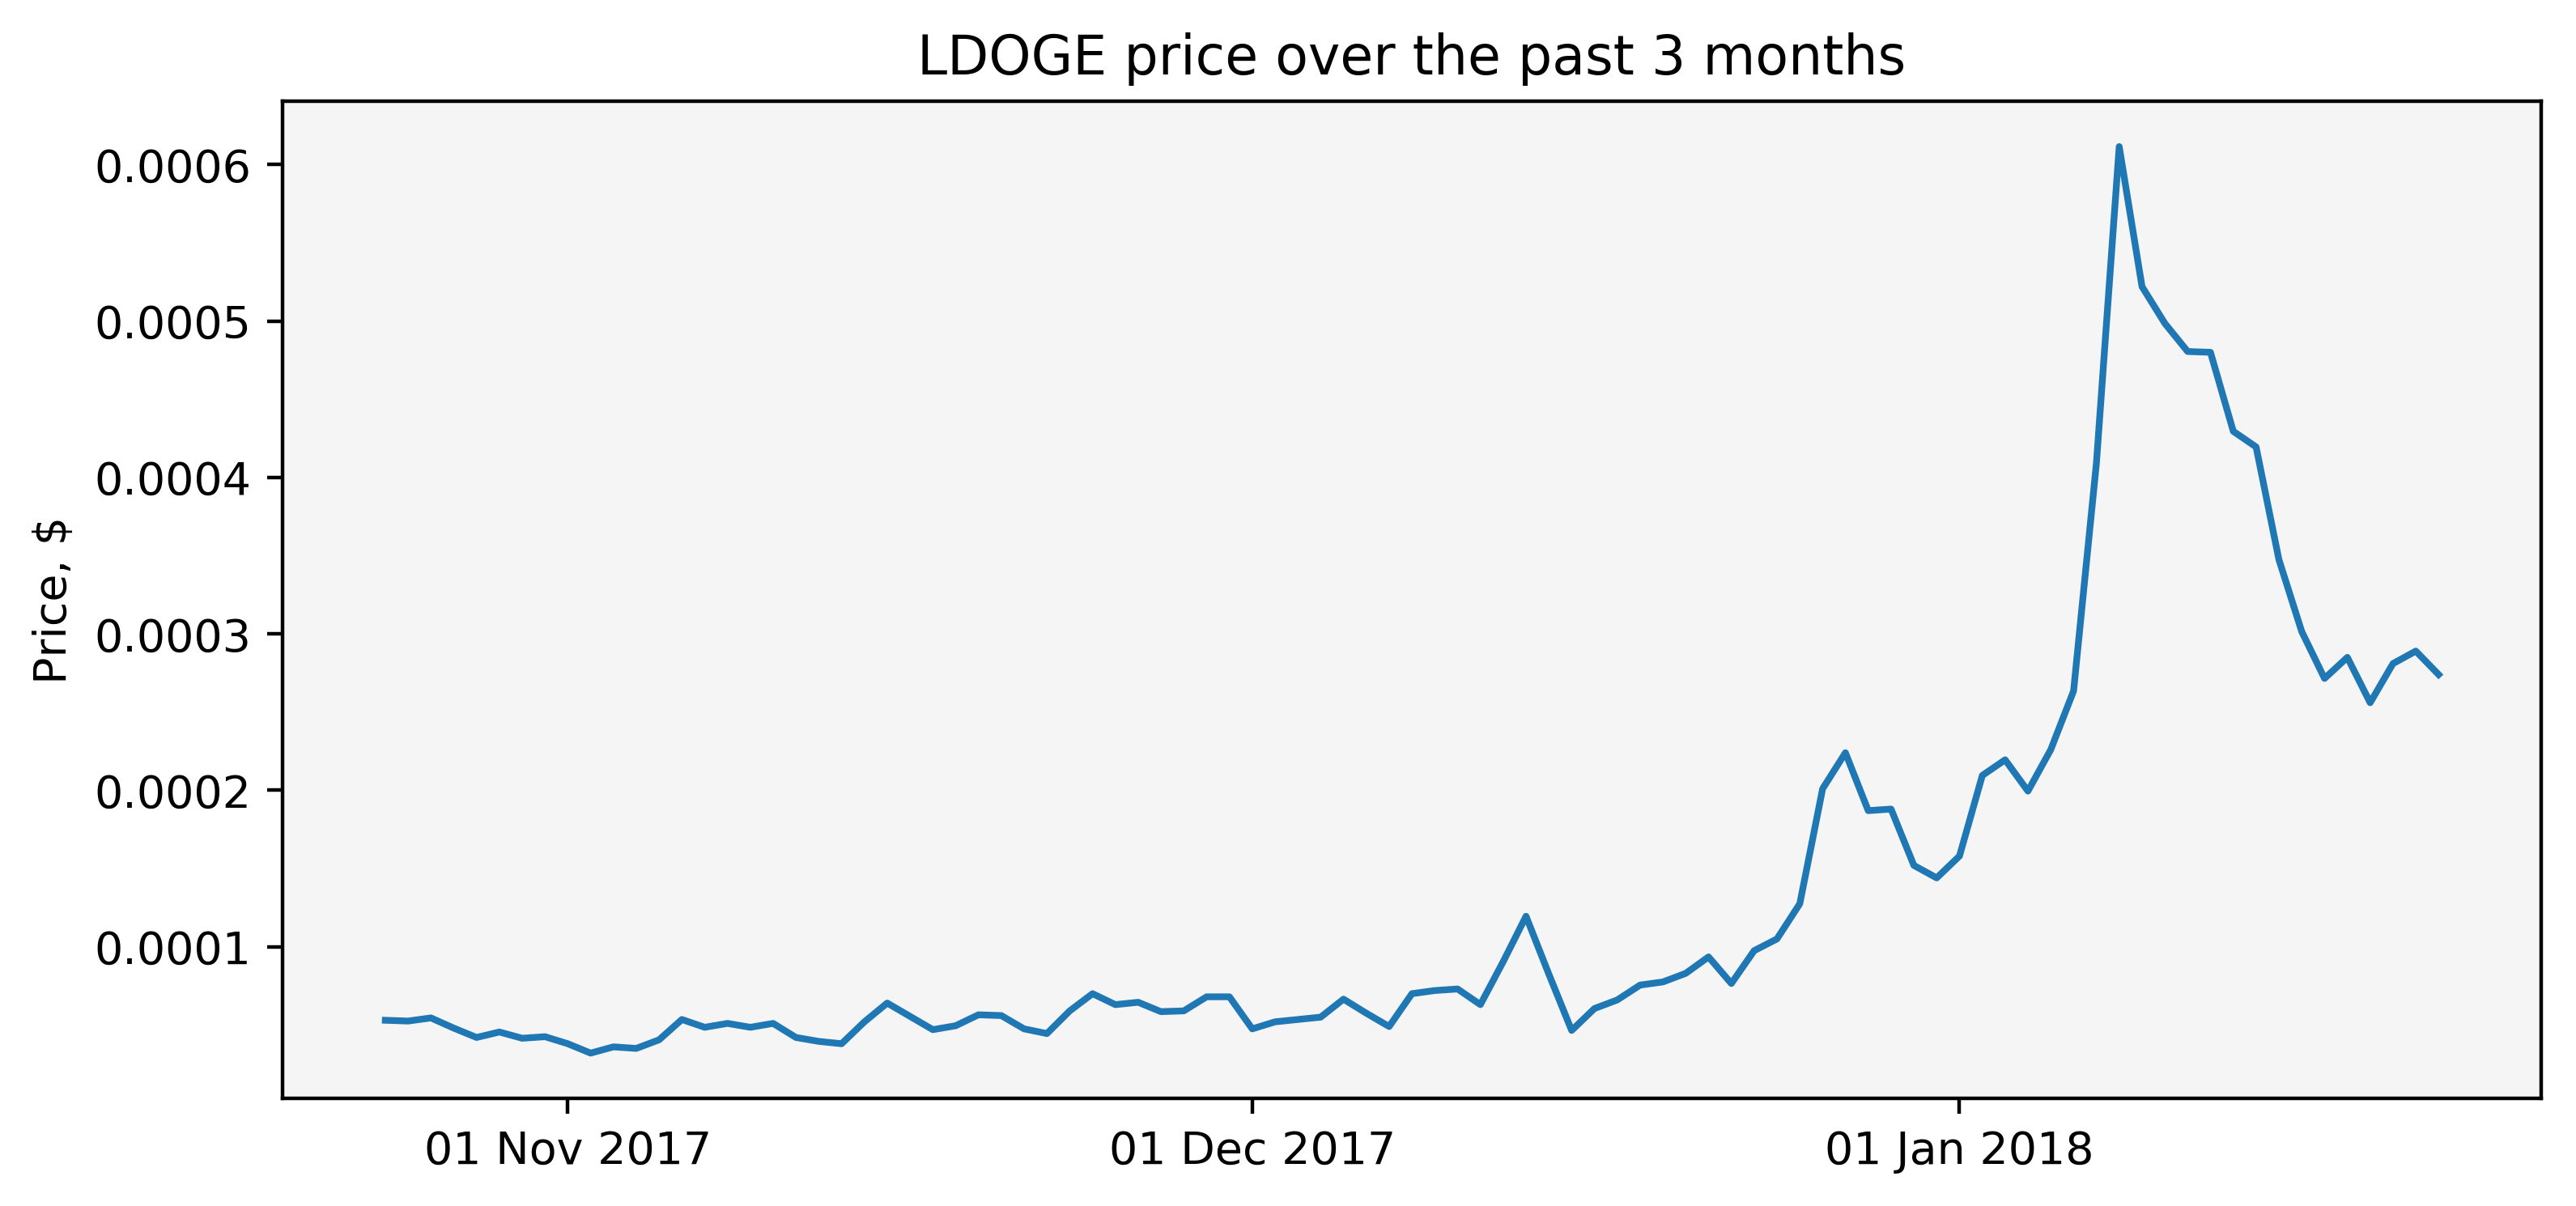 LDOGE price over the past 3 months
Price, $
0.0006
0.0005
0.0004
0.0003
0.0002
0.0001
01 Nov 2017
01 Dec 2017
01 Jan 2018